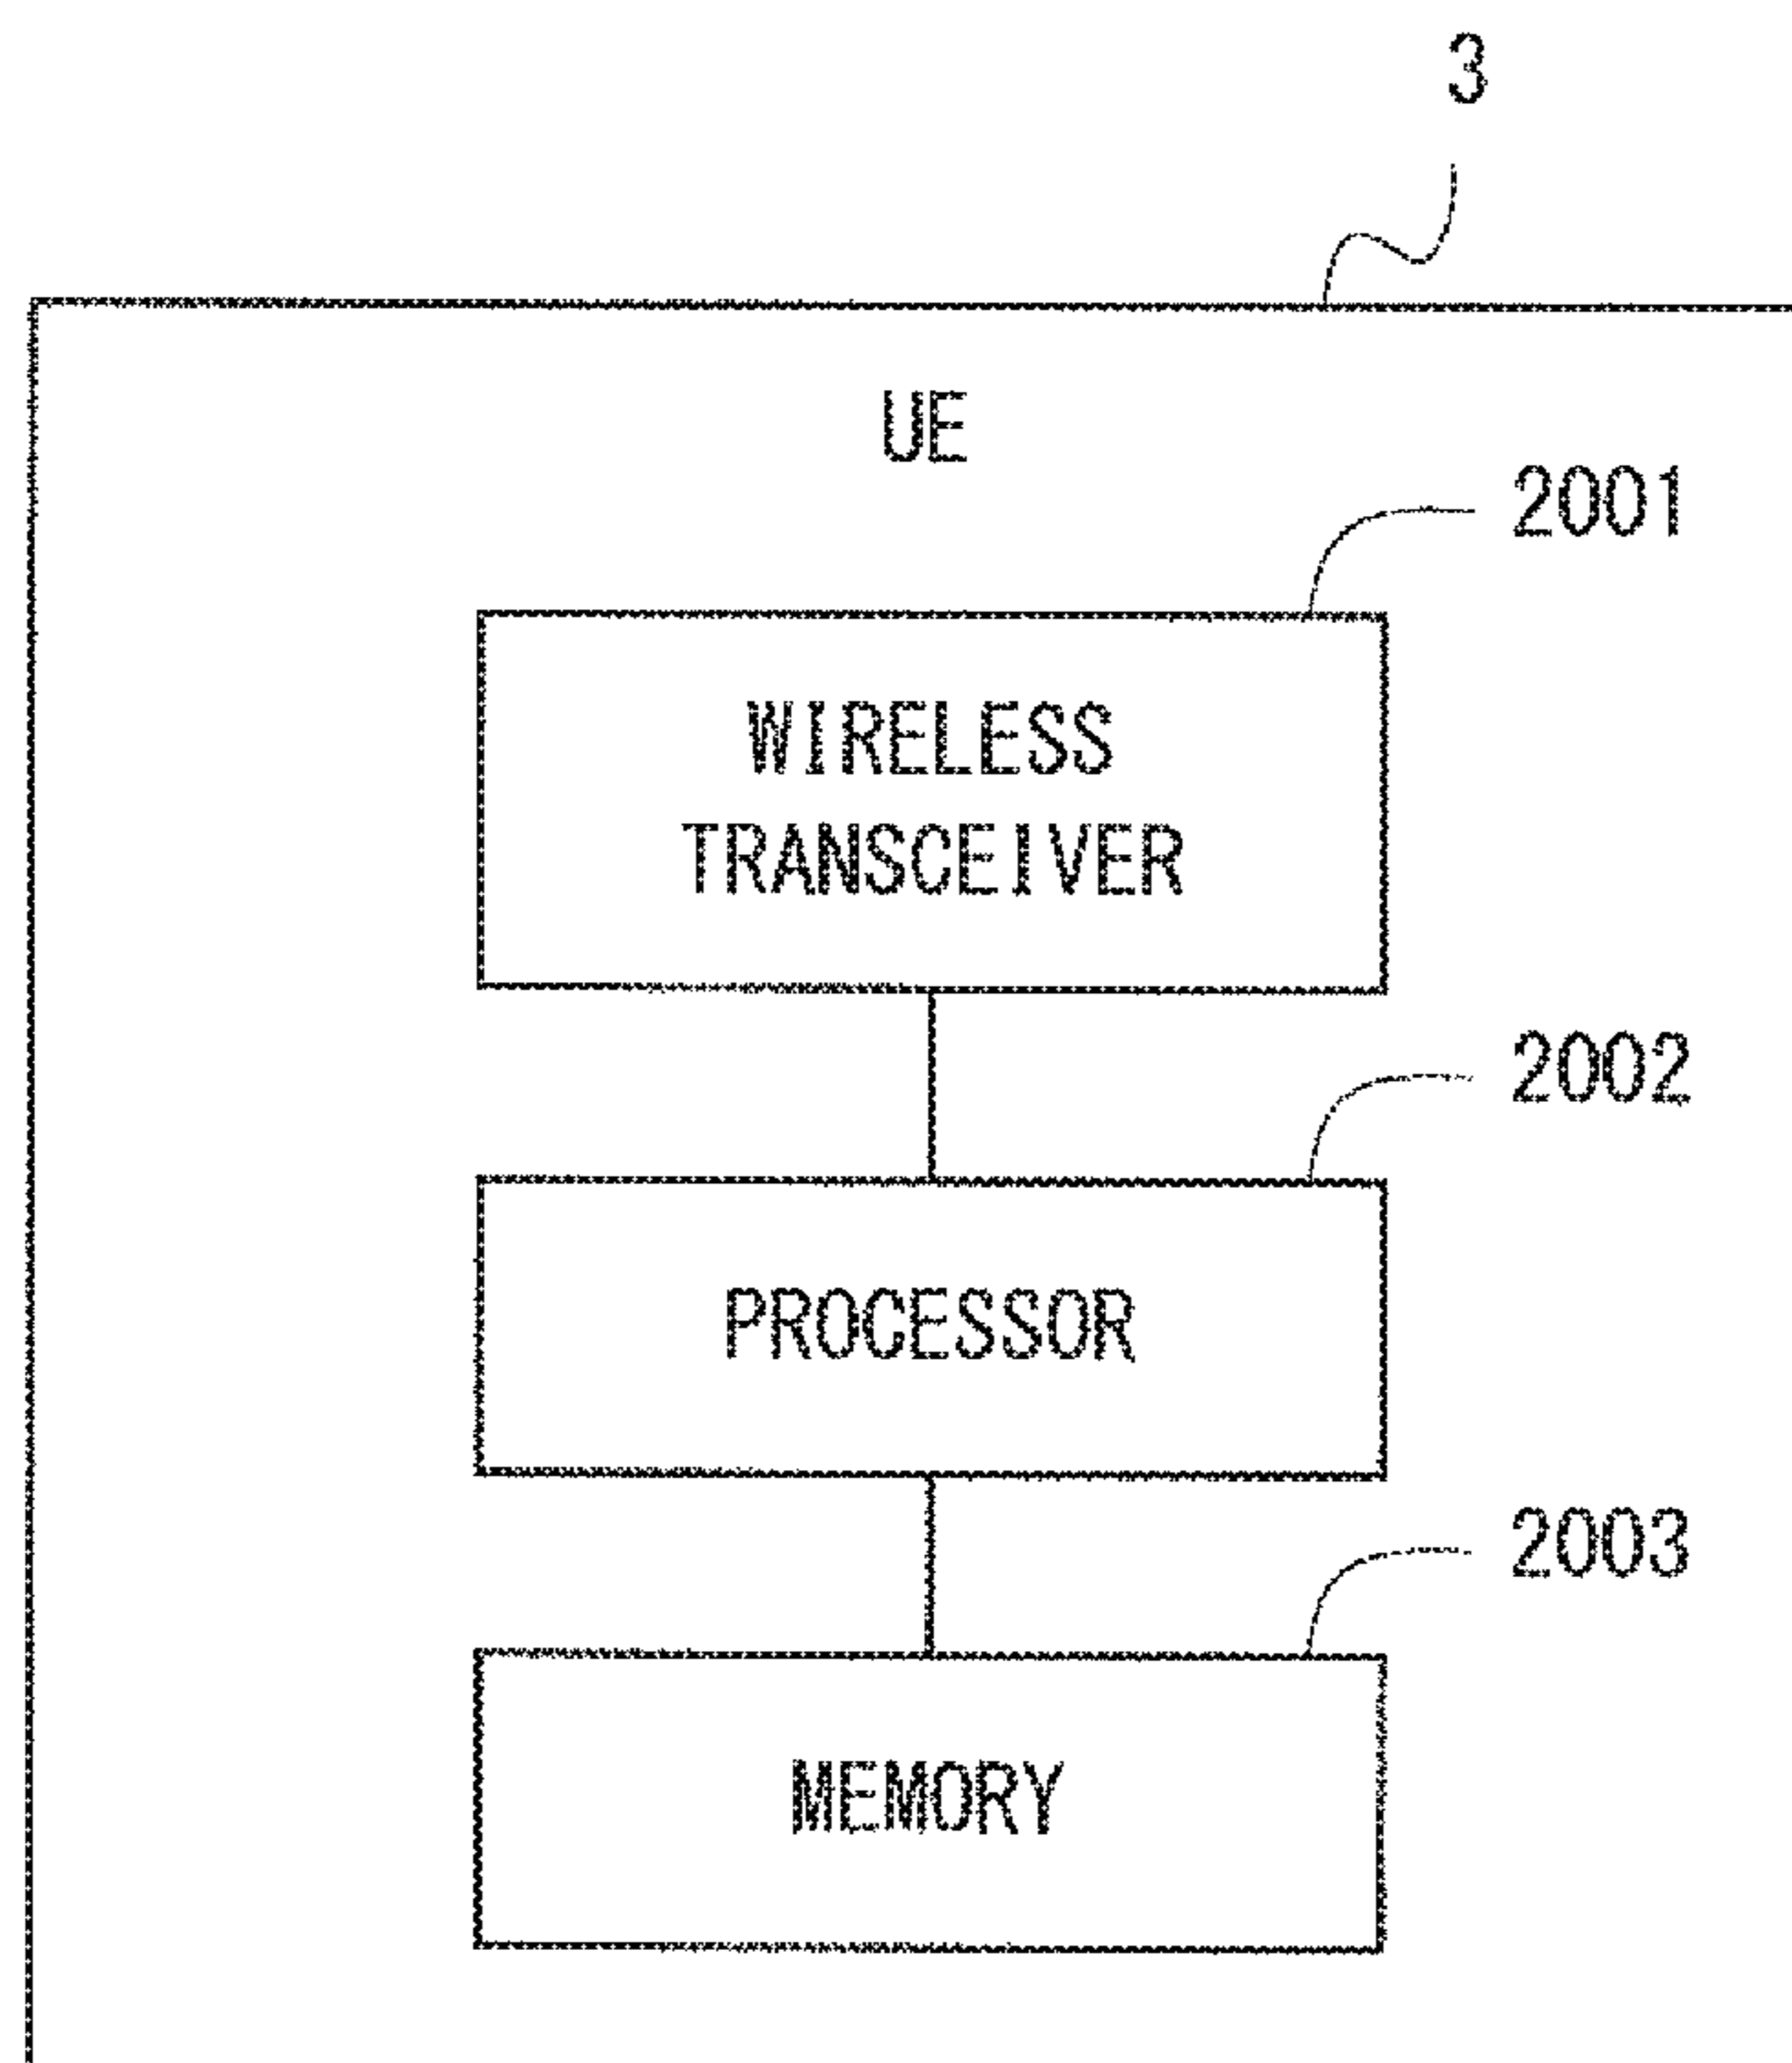 3
UE
2001
WIRELESS
TRANSCEIVER
2002
PROCESSOR
2003
MEMORY